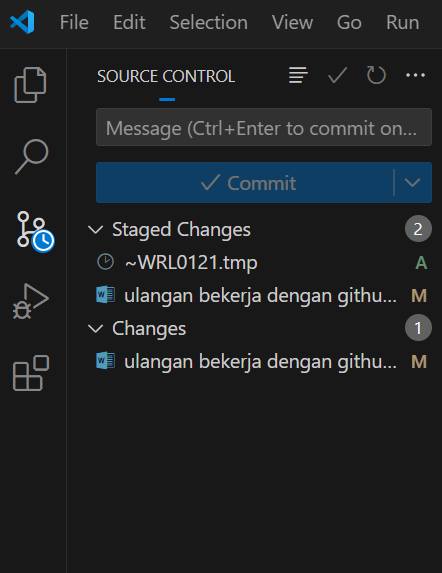 File Edit Selection View Go Run
SOURCE CONTROL
Message (Ctrl+Enter to commit on...
Commit
Staged Changes 2
~WRL0121.tmp A
ulangan bekerja dengan githu... M
Changes 1
ulangan bekerja dengan githu... M